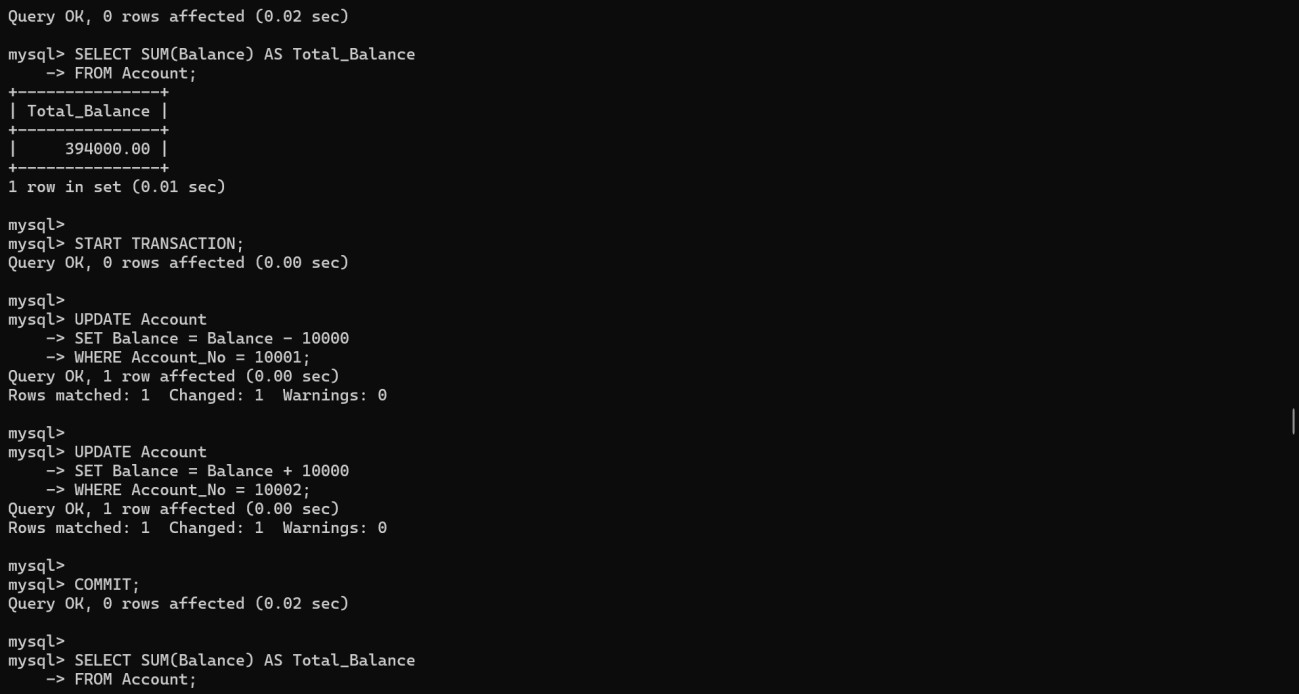 Query OK, 0 rows affected (0.02 sec)
mysql> SELECT SUM(Balance) AS Total_Balance
    -> FROM Account;
+---------------+
| Total_Balance |
+---------------+
|     394000.00 |
+---------------+
1 row in set (0.01 sec)
mysql>
mysql> START TRANSACTION;
Query OK, 0 rows affected (0.00 sec)
mysql>
mysql> UPDATE Account
    -> SET Balance = Balance - 10000
    -> WHERE Account_No = 10001;
Query OK, 1 row affected (0.00 sec)
Rows matched: 1  Changed: 1  Warnings: 0
mysql>
mysql> UPDATE Account
    -> SET Balance = Balance + 10000
    -> WHERE Account_No = 10002;
Query OK, 1 row affected (0.00 sec)
Rows matched: 1  Changed: 1  Warnings: 0
mysql>
mysql> COMMIT;
Query OK, 0 rows affected (0.02 sec)
mysql>
mysql> SELECT SUM(Balance) AS Total_Balance
    -> FROM Account;